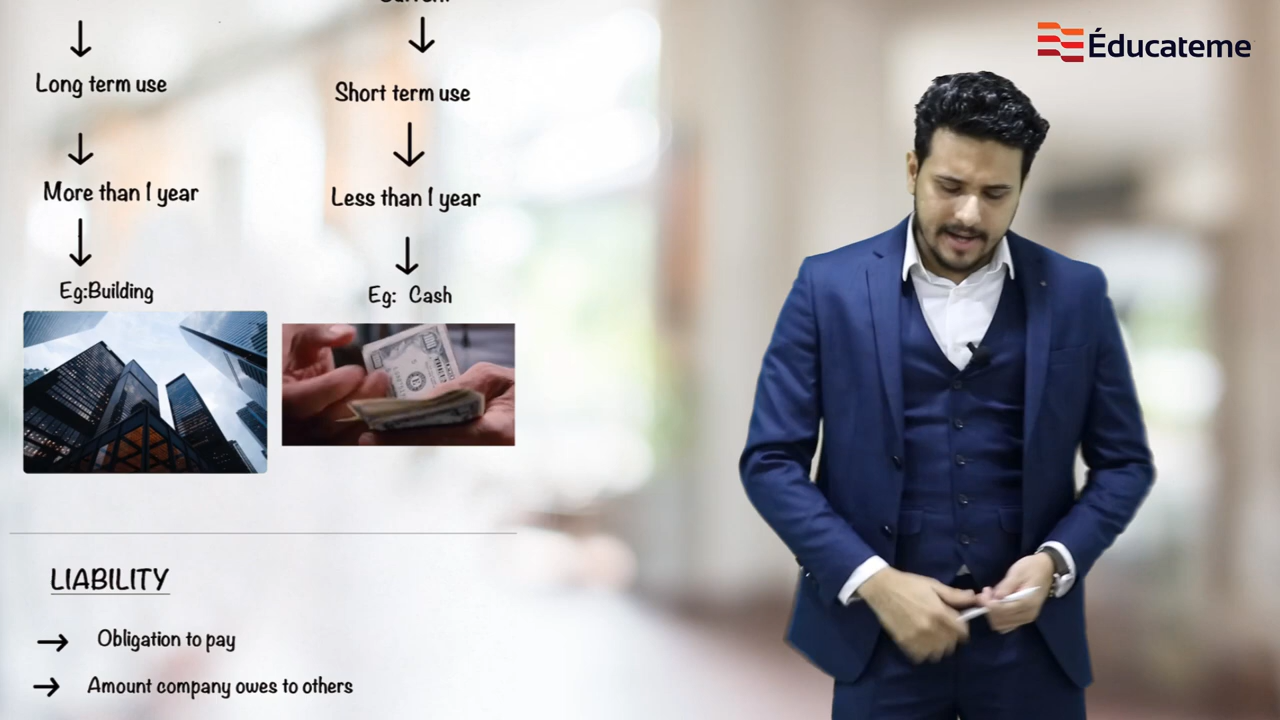 Current
Long term use
Short term use
More than 1 year
Less than 1 year
Eg:Building
Eg: Cash
LIABILITY
→ Obligation to pay
→ Amount company owes to others
Éducateme